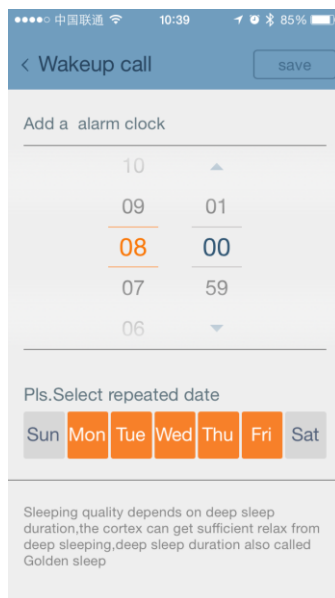 中国联通 10:39 85%
Wakeup call save
Add a alarm clock
10
09 01
08 00
07 59
06
Pls.Select repeated date
Sun Mon Tue Wed Thu Fri Sat
Sleeping quality depends on deep sleep
duration,the cortex can get sufficient relax from
deep sleeping,deep sleep duration also called
Golden sleep